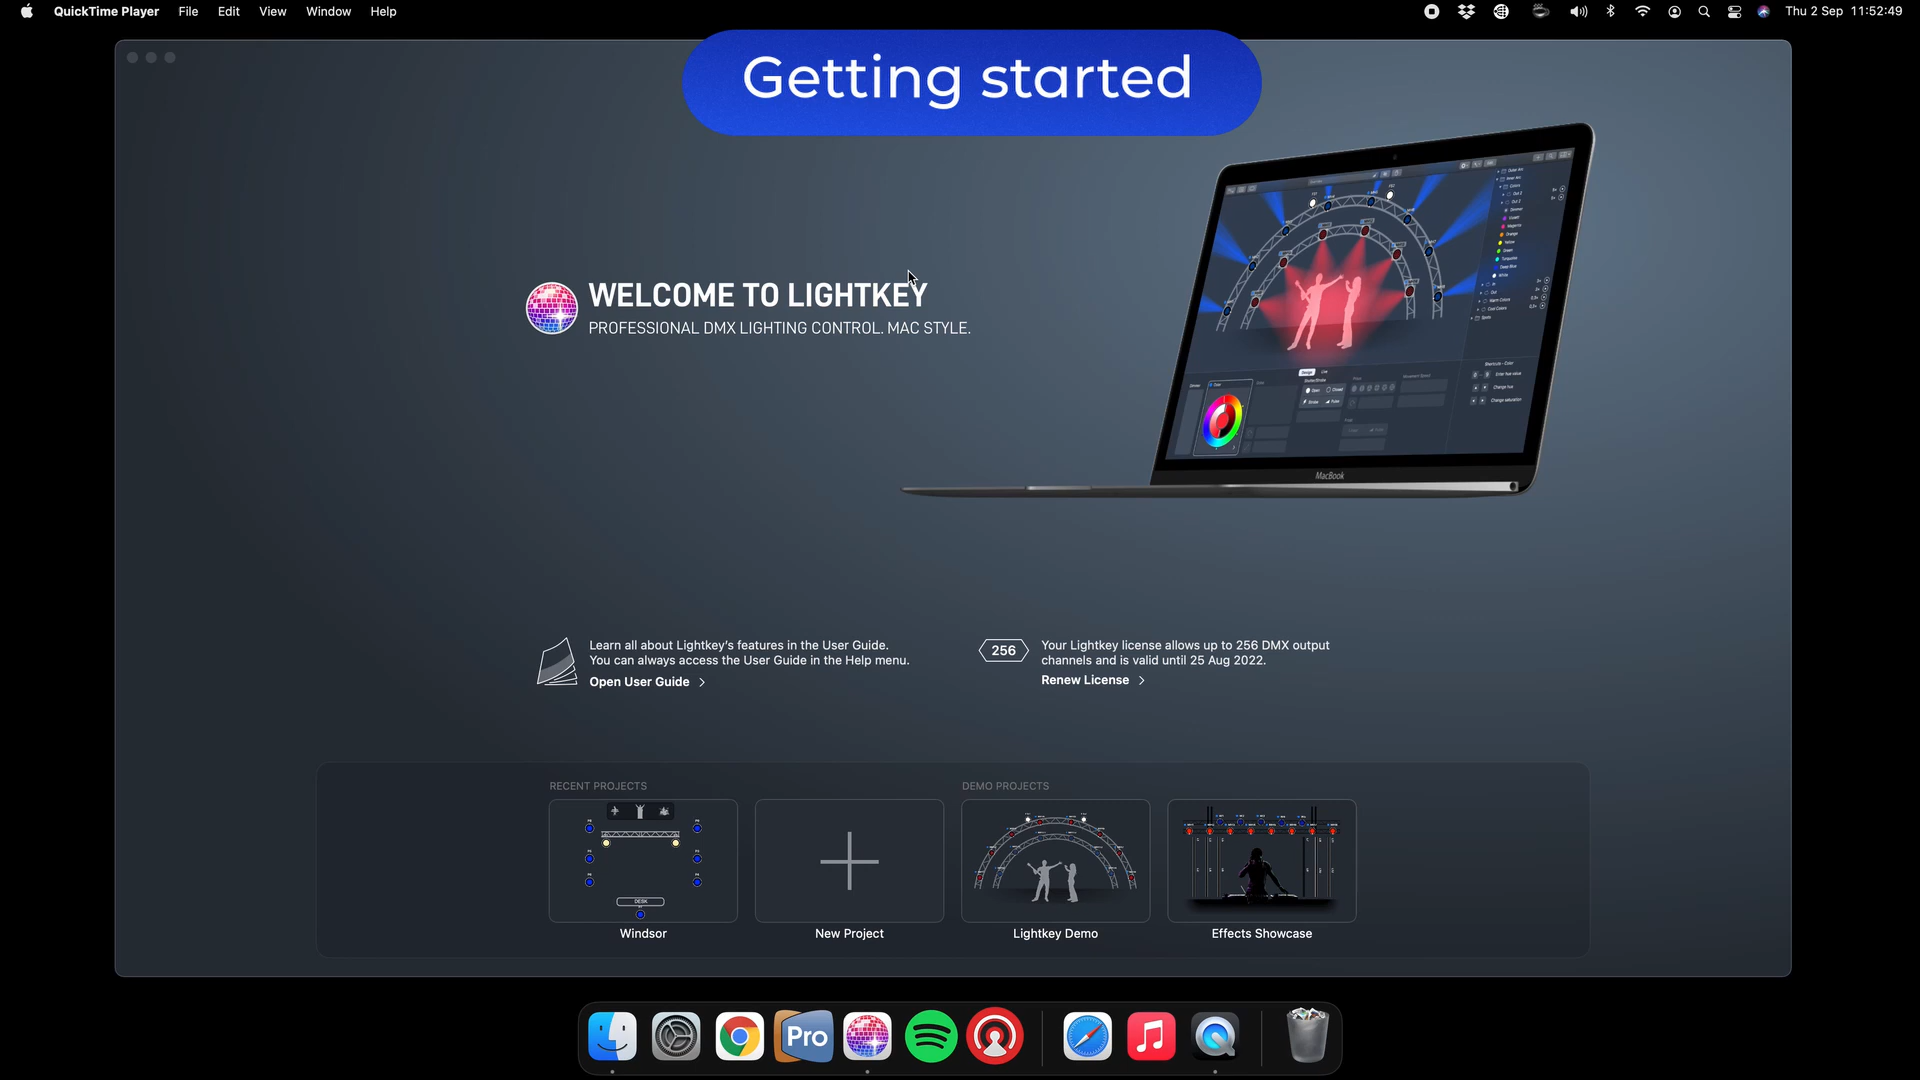 QuickTime Player File Edit View Window Help Thu 2 Sep 11:52:49
Getting started
WELCOME TO LIGHTKEY
PROFESSIONAL DMX LIGHTING CONTROL. MAC STYLE.
MacBook
Learn all about Lightkey's features in the User Guide.
You can always access the User Guide in the Help menu.
Open User Guide >
256
Your Lightkey license allows up to 256 DMX output
channels and is valid until 25 Aug 2022.
Renew License >
RECENT PROJECTS
DEMO PROJECTS
DESK
Windsor
New Project
Lightkey Demo
Effects Showcase
Pro